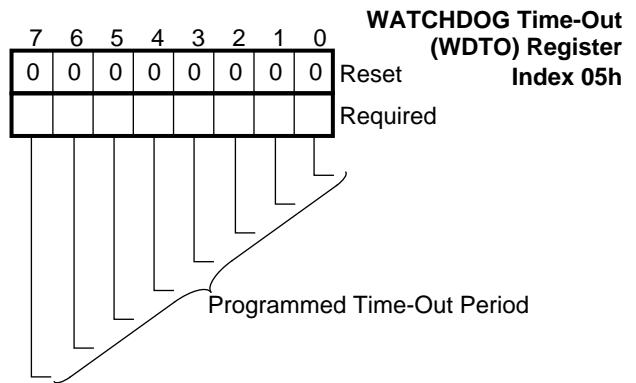 WATCHDOG Time-Out
(WDTO) Register
Index 05h
7 6 5 4 3 2 1 0
0 0 0 0 0 0 0 0 Reset
Required
Programmed Time-Out Period